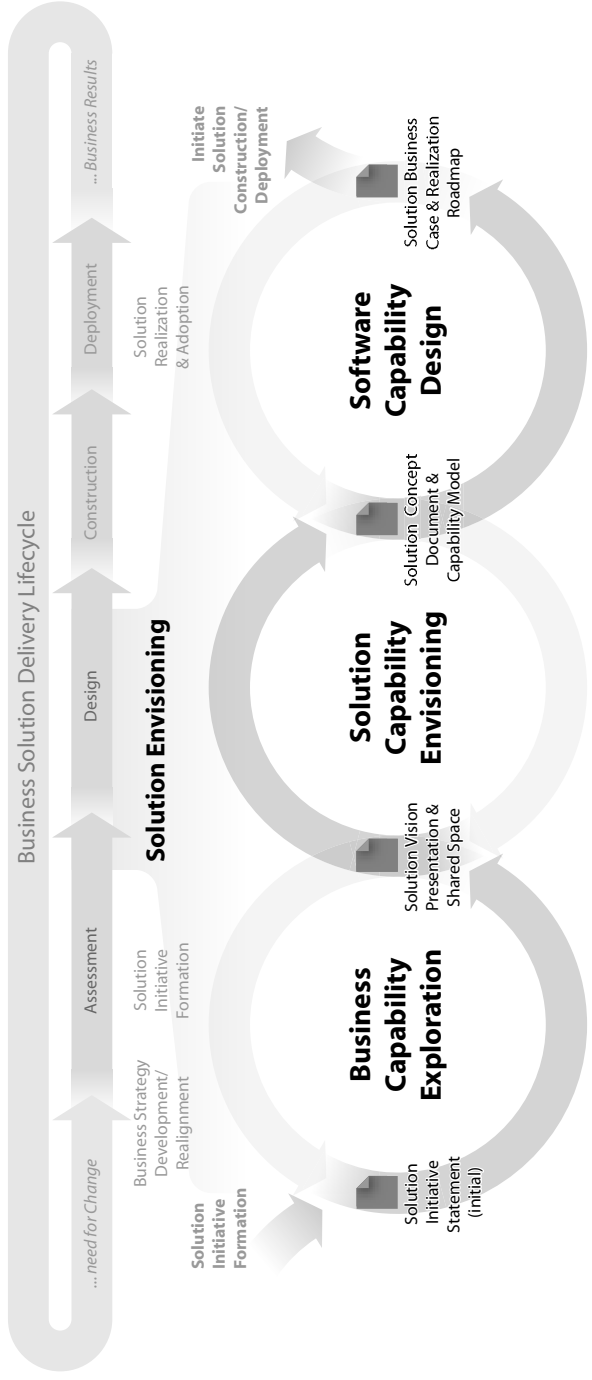 Business Solution Delivery Lifecycle
... need for Change
Assessment
Design
Construction
Deployment
... Business Results
Business Strategy
Development/
Realignment
Solution
Initiative
Formation
Solution Envisioning
Solution
Realization
& Adoption
Solution
Initiative
Formation
Initiate
Solution
Construction/
Deployment
Business
Capability
Exploration
Solution
Capability
Envisioning
Software
Capability
Design
Solution
Initiative
Statement
(initial)
Solution Vision
Presentation &
Shared Space
Solution Concept
Document &
Capability Model
Solution Business
Case & Realization
Roadmap